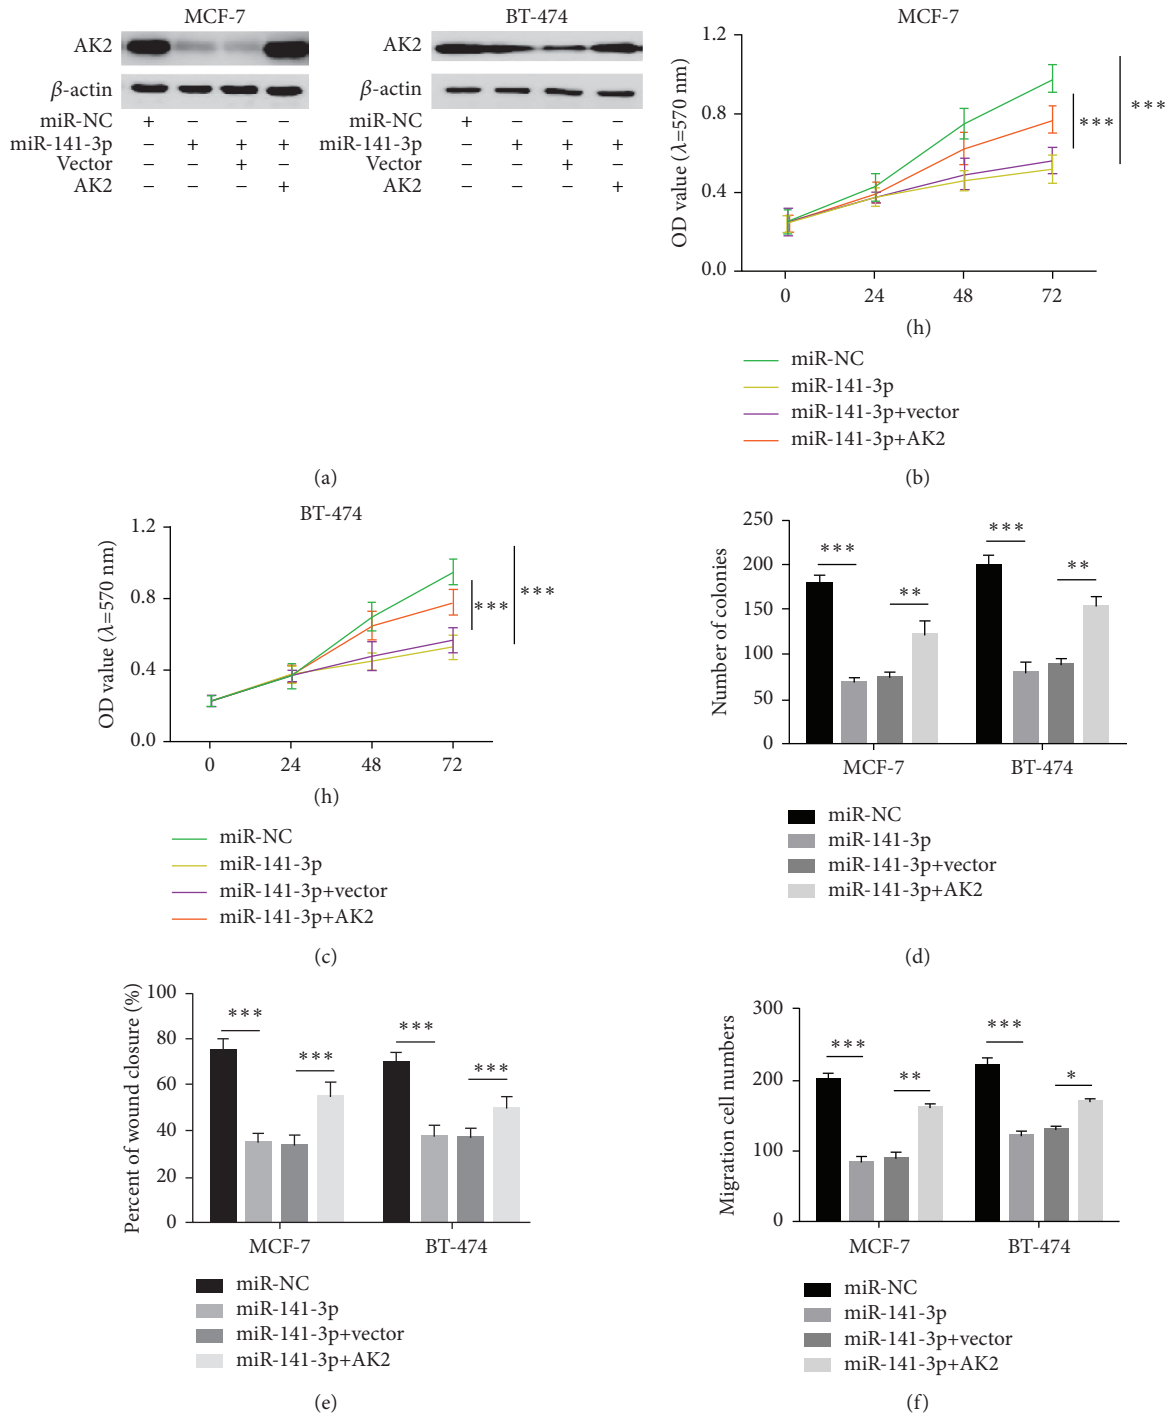 MCF-7
AK2
β-actin
miR-NC + − − −
miR-141-3p − + + +
Vector − − + −
AK2 − − − +
BT-474
AK2
β-actin
miR-NC + − − −
miR-141-3p − + + +
Vector − − + −
AK2 − − − +
(a)
MCF-7
OD value (λ=570 nm)
1.2
0.8
0.4
0.0
0 24 48 72
(h)
***
***
miR-NC
miR-141-3p
miR-141-3p+vector
miR-141-3p+AK2
(b)
BT-474
OD value (λ=570 nm)
1.2
0.8
0.4
0.0
0 24 48 72
(h)
***
***
miR-NC
miR-141-3p
miR-141-3p+vector
miR-141-3p+AK2
(c)
Number of colonies
250
200
150
100
50
0
*** ** *** **
MCF-7 BT-474
miR-NC
miR-141-3p
miR-141-3p+vector
miR-141-3p+AK2
(d)
Percent of wound closure (%)
100
80
60
40
20
0
*** *** *** ***
MCF-7 BT-474
miR-NC
miR-141-3p
miR-141-3p+vector
miR-141-3p+AK2
(e)
Migration cell numbers
300
200
100
0
*** ** *** *
MCF-7 BT-474
miR-NC
miR-141-3p
miR-141-3p+vector
miR-141-3p+AK2
(f)